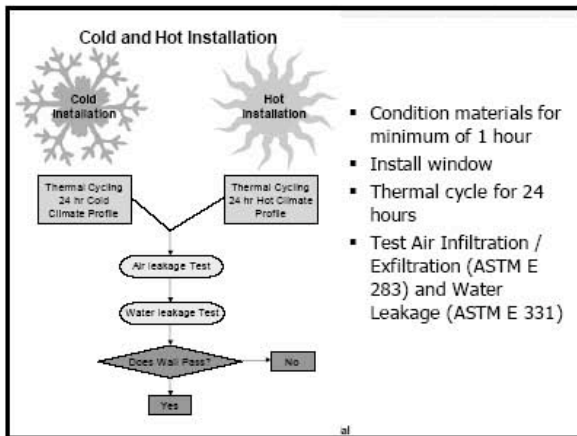 Cold and Hot Installation
Cold
Installation
Hot
Installation
Thermal Cycling
24 hr Cold
Climate Profile
Thermal Cycling
24 hr Hot Climate
Profile
Air leakage Test
Water leakage Test
Does Wall Pass?
No
Yes
▪ Condition materials for
minimum of 1 hour
▪ Install window
▪ Thermal cycle for 24
hours
▪ Test Air Infiltration /
Exfiltration (ASTM E
283) and Water
Leakage (ASTM E 331)
al